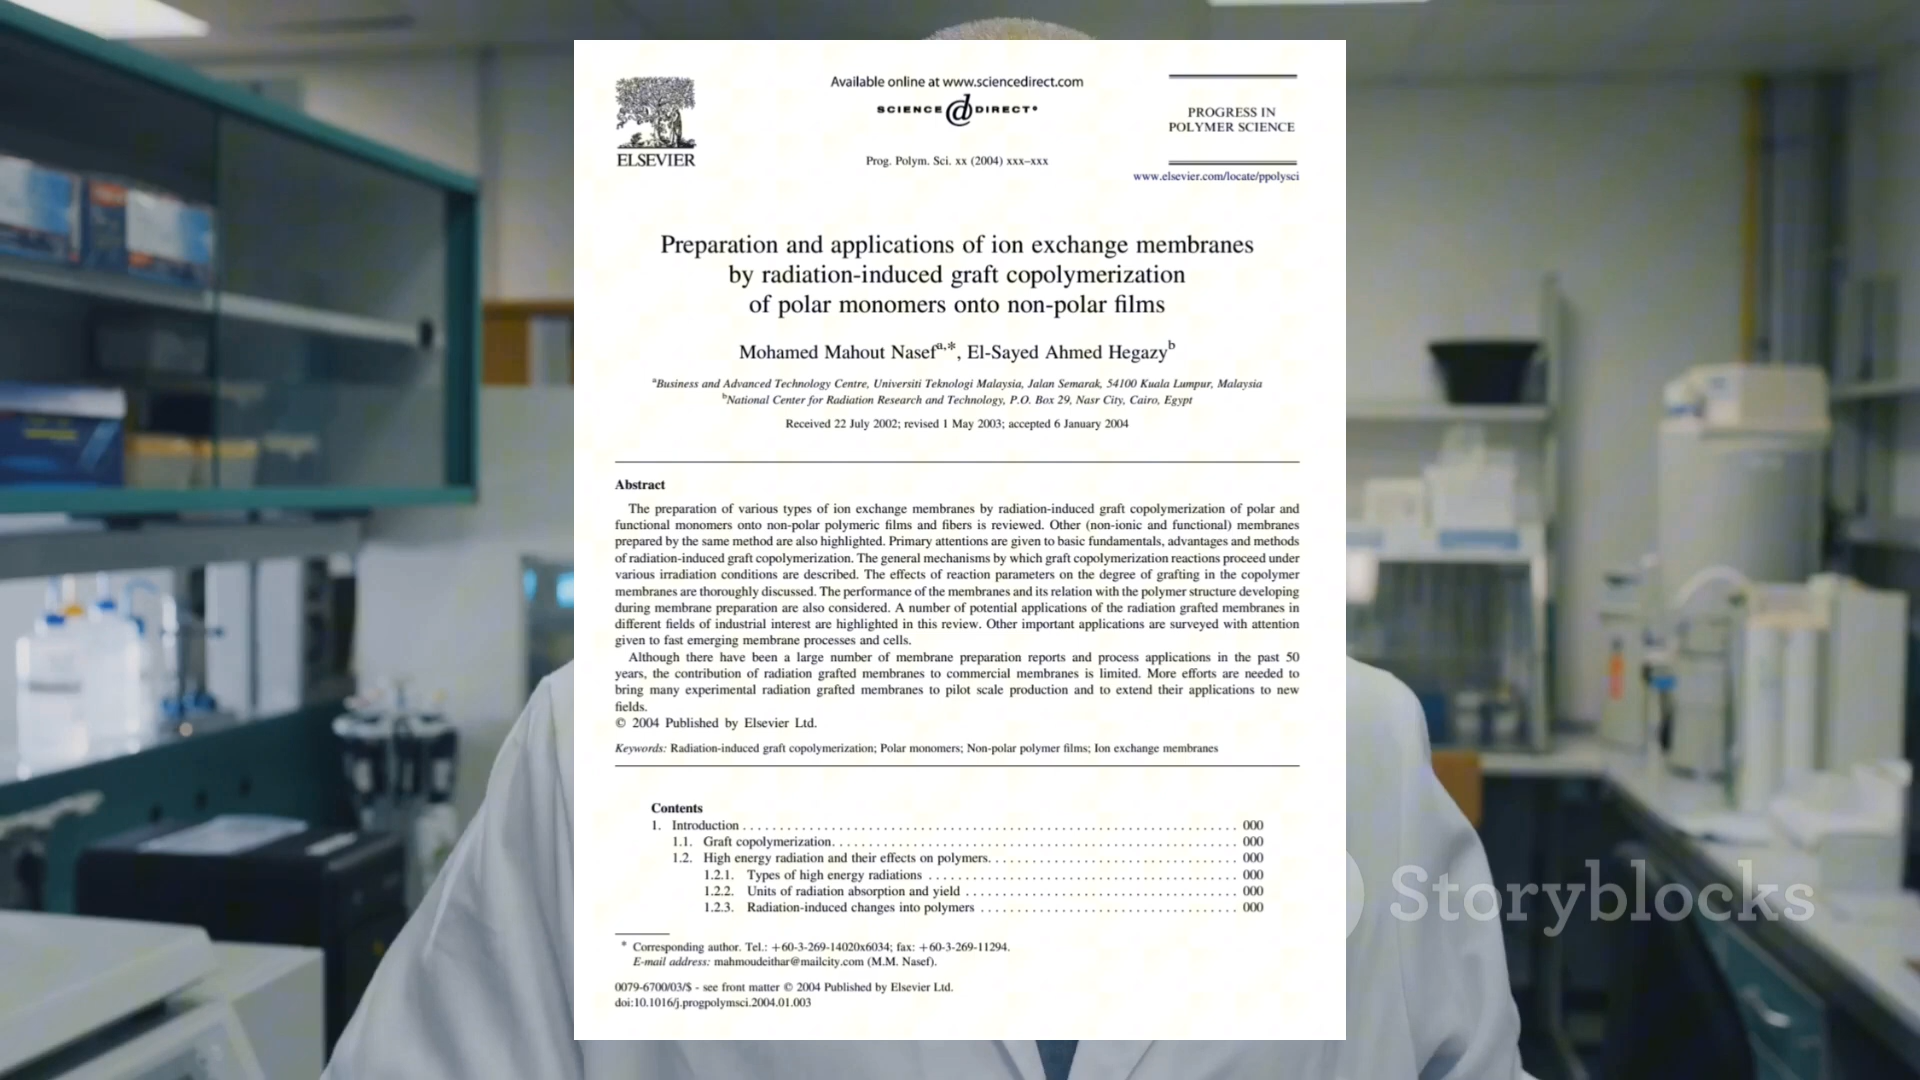 Available online at www.sciencedirect.com
SCIENCE @ DIRECT•
ELSEVIER
PROGRESS IN
POLYMER SCIENCE
Prog. Polym. Sci. xx (2004) xxx–xxx
www.elsevier.com/locate/ppolysci
Preparation and applications of ion exchange membranes
by radiation-induced graft copolymerization
of polar monomers onto non-polar films
Mohamed Mahout Nasefa,*, El-Sayed Ahmed Hegazyb
aBusiness and Advanced Technology Centre, Universiti Teknologi Malaysia, Jalan Semarak, 54100 Kuala Lumpur, Malaysia
bNational Center for Radiation Research and Technology, P.O. Box 29, Nasr City, Cairo, Egypt
Received 22 July 2002; revised 1 May 2003; accepted 6 January 2004
Abstract
The preparation of various types of ion exchange membranes by radiation-induced graft copolymerization of polar and
functional monomers onto non-polar polymeric films and fibers is reviewed. Other (non-ionic and functional) membranes
prepared by the same method are also highlighted. Primary attentions are given to basic fundamentals, advantages and methods
of radiation-induced graft copolymerization. The general mechanisms by which graft copolymerization reactions proceed under
various irradiation conditions are described. The effects of reaction parameters on the degree of grafting in the copolymer
membranes are thoroughly discussed. The performance of the membranes and its relation with the polymer structure developing
during membrane preparation are also considered. A number of potential applications of the radiation grafted membranes in
different fields of industrial interest are highlighted in this review. Other important applications are surveyed with attention
given to fast emerging membrane processes and cells.
Although there have been a large number of membrane preparation reports and process applications in the past 50
years, the contribution of radiation grafted membranes to commercial membranes is limited. More efforts are needed to
bring many experimental radiation grafted membranes to pilot scale production and to extend their applications to new
fields.
© 2004 Published by Elsevier Ltd.
Keywords: Radiation-induced graft copolymerization; Polar monomers; Non-polar polymer films; Ion exchange membranes
Contents
1. Introduction . . . . . . . . . . . . . . . . . . . . . . . . . . . . . . 000
1.1. Graft copolymerization. . . . . . . . . . . . . . . . . . . . . . . . . . . . . . 000
1.2. High energy radiation and their effects on polymers. . . . . . . . . . . . . . . . . . . . 000
1.2.1. Types of high energy radiations . . . . . . . . . . . . . . . . . . . . 000
1.2.2. Units of radiation absorption and yield . . . . . . . . . . . . . . . . . . . . 000
1.2.3. Radiation-induced changes into polymers . . . . . . . . . . . . . . . . . . . . 000
* Corresponding author. Tel.: +60-3-269-14020x6034; fax: +60-3-269-11294.
E-mail address: mahmoudeithar@mailcity.com (M.M. Nasef).
0079-6700/03/$ - see front matter © 2004 Published by Elsevier Ltd.
doi:10.1016/j.progpolymsci.2004.01.003
Storyblocks